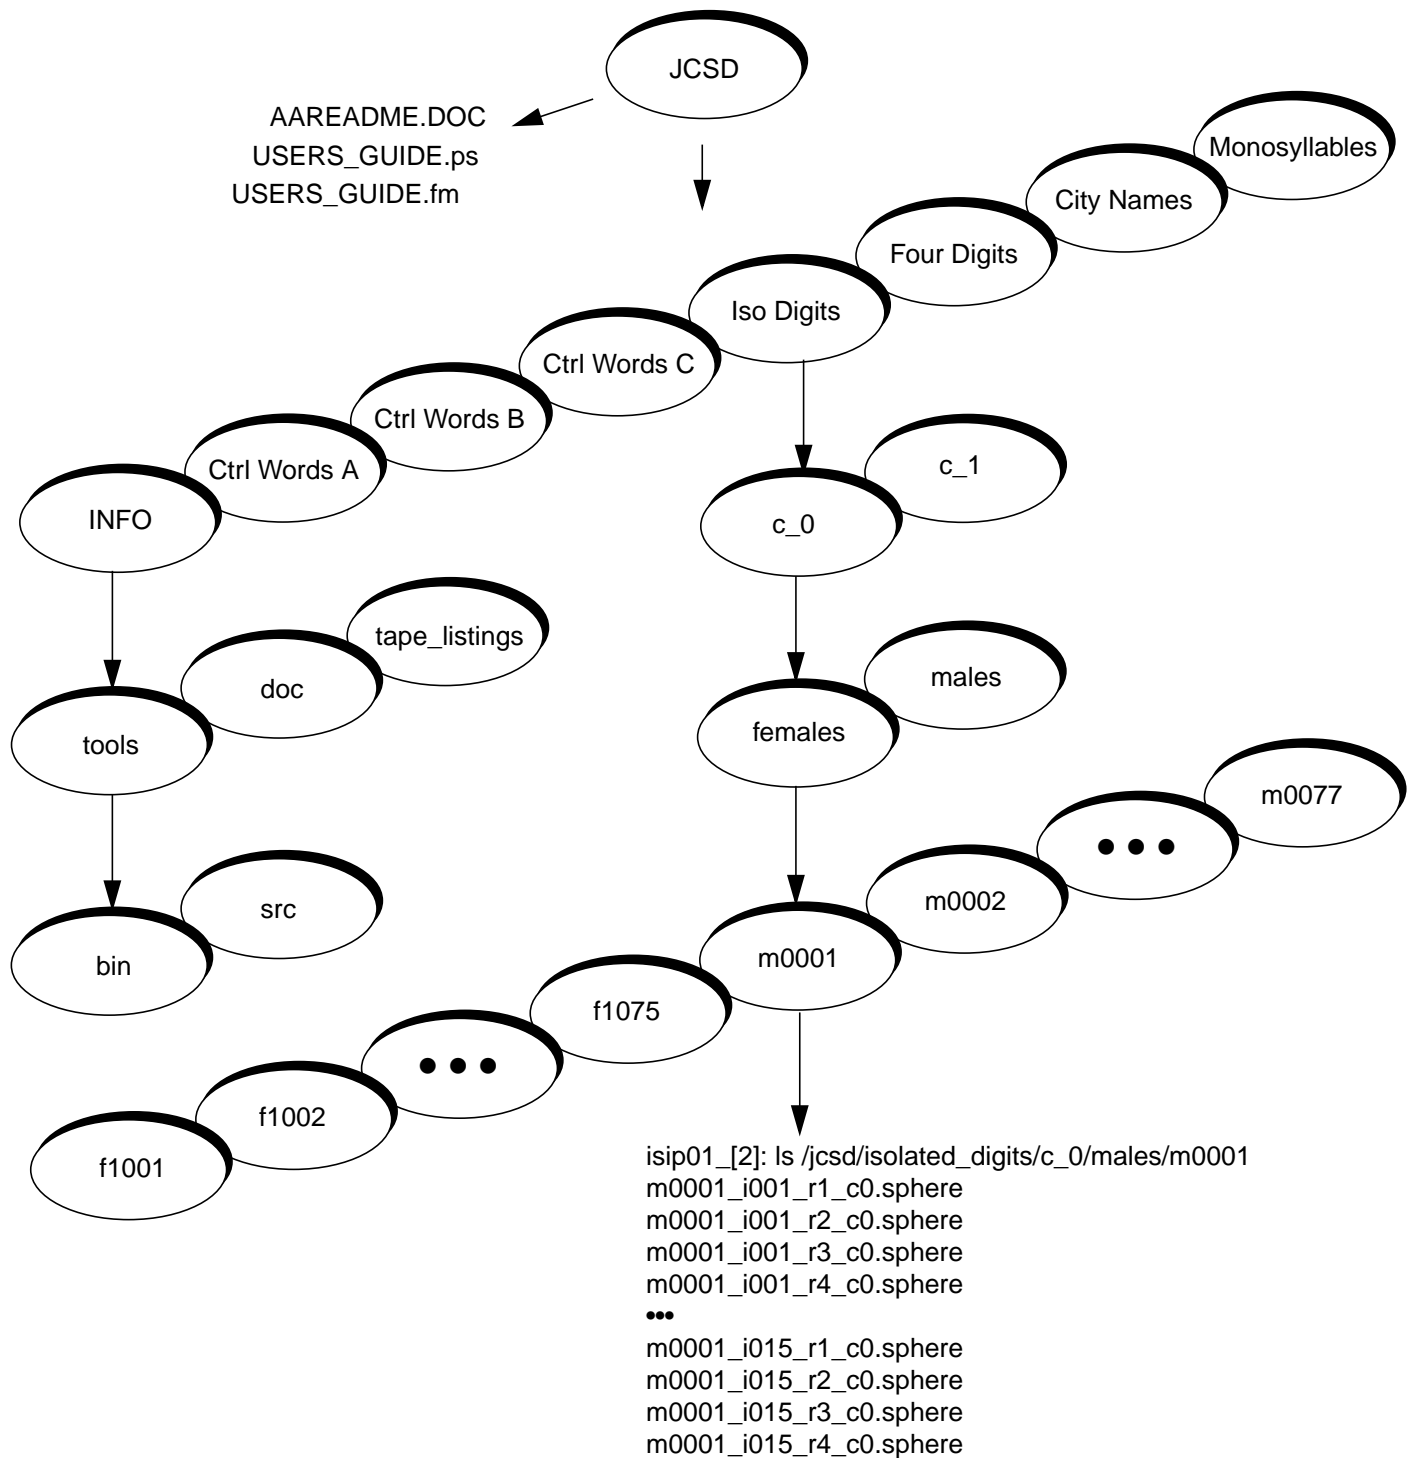 JCSD
AAREADME.DOC
USERS_GUIDE.ps
USERS_GUIDE.fm
Monosyllables
City Names
Four Digits
Iso Digits
Ctrl Words C
Ctrl Words B
Ctrl Words A
INFO
c_1
c_0
tape_listings
doc
tools
males
females
src
bin
m0077
•••
m0002
m0001
f1075
•••
f1002
f1001
isip01_[2]: ls /jcsd/isolated_digits/c_0/males/m0001
m0001_i001_r1_c0.sphere
m0001_i001_r2_c0.sphere
m0001_i001_r3_c0.sphere
m0001_i001_r4_c0.sphere
•••
m0001_i015_r1_c0.sphere
m0001_i015_r2_c0.sphere
m0001_i015_r3_c0.sphere
m0001_i015_r4_c0.sphere